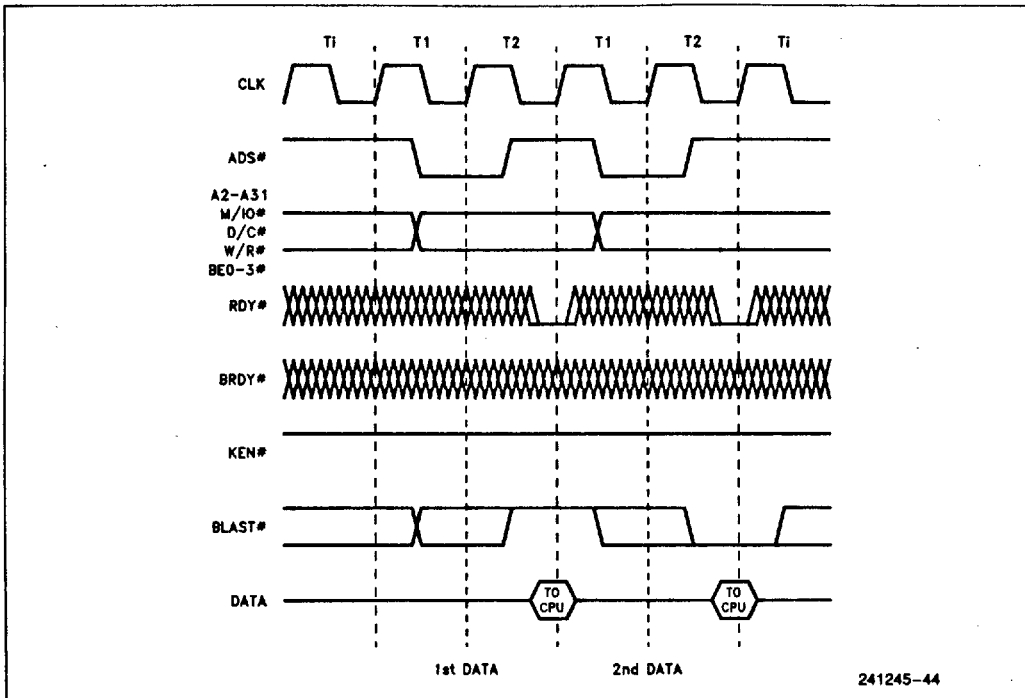 Ti T1 T2 T1 T2 Ti
CLK
ADS#
A2-A31
M/IO#
D/C#
W/R#
BE0-3#
RDY#
BRDY#
KEN#
BLAST#
DATA
TO
CPU
TO
CPU
1st DATA 2nd DATA
241245-44